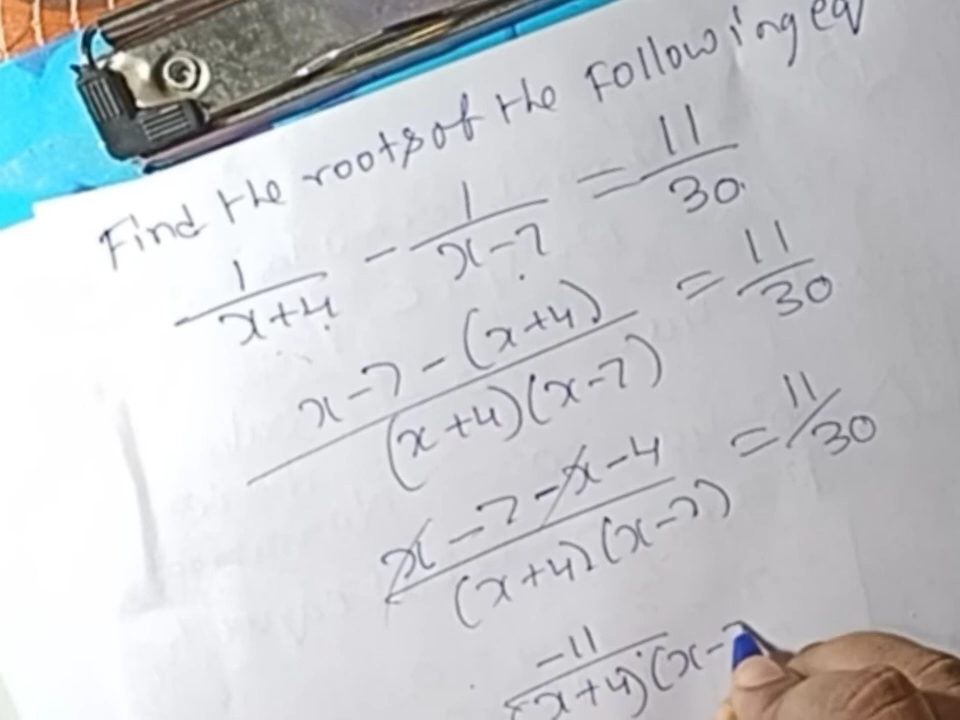 Find the roots of the Following eq
1/x+4 - 1/x-7 = 11/30
x-7-(x+4)/(x+4)(x-7) = 11/30
x-7-x-4/(x+4)(x-7) = 11/30
-11/(x+4)(x-7